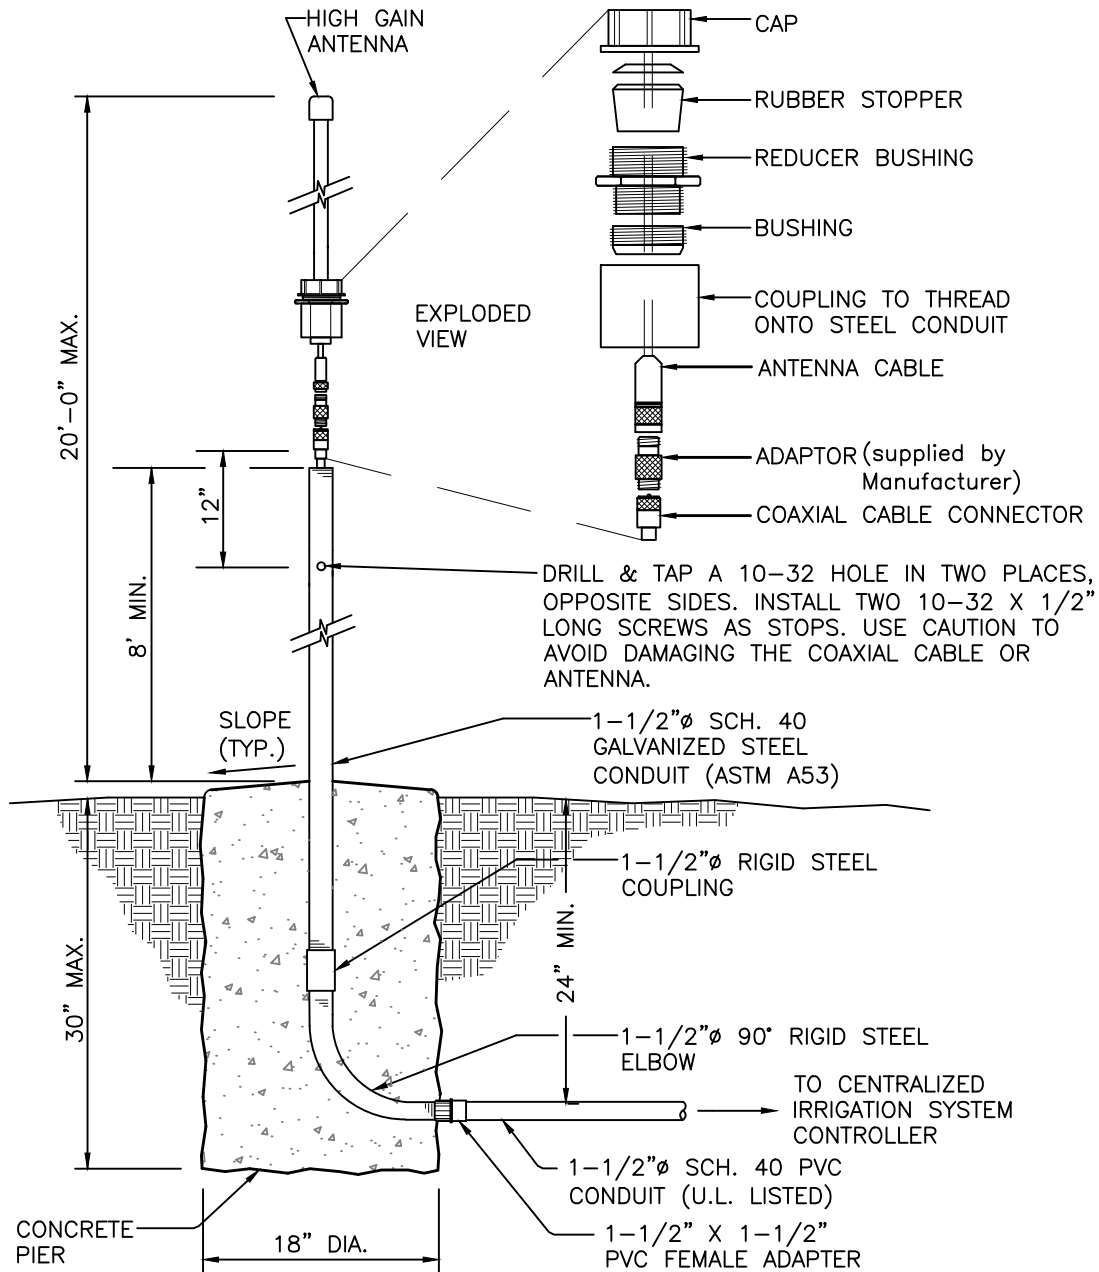 HIGH GAIN
ANTENNA
CAP
RUBBER STOPPER
REDUCER BUSHING
BUSHING
COUPLING TO THREAD
ONTO STEEL CONDUIT
EXPLODED
VIEW
ANTENNA CABLE
ADAPTOR (supplied by
Manufacturer)
COAXIAL CABLE CONNECTOR
20'-0" MAX.
12"
8' MIN.
DRILL & TAP A 10-32 HOLE IN TWO PLACES,
OPPOSITE SIDES. INSTALL TWO 10-32 X 1/2"
LONG SCREWS AS STOPS. USE CAUTION TO
AVOID DAMAGING THE COAXIAL CABLE OR
ANTENNA.
SLOPE
(TYP.)
1-1/2"ø SCH. 40
GALVANIZED STEEL
CONDUIT (ASTM A53)
1-1/2"ø RIGID STEEL
COUPLING
24" MIN.
30" MAX.
1-1/2"ø 90° RIGID STEEL
ELBOW
TO CENTRALIZED
IRRIGATION SYSTEM
CONTROLLER
1-1/2"ø SCH. 40 PVC
CONDUIT (U.L. LISTED)
1-1/2" X 1-1/2"
PVC FEMALE ADAPTER
CONCRETE
PIER
18" DIA.